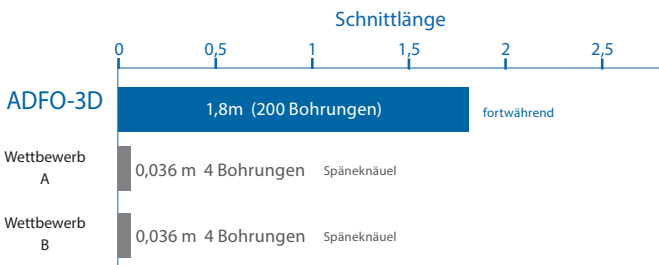 Schnittlänge
0 0,5 1 1,5 2 2,5
ADFO-3D 1,8m (200 Bohrungen) fortwährend
Wettbewerb
A
0,036 m 4 Bohrungen Späneknäuel
Wettbewerb
B
0,036 m 4 Bohrungen Späneknäuel